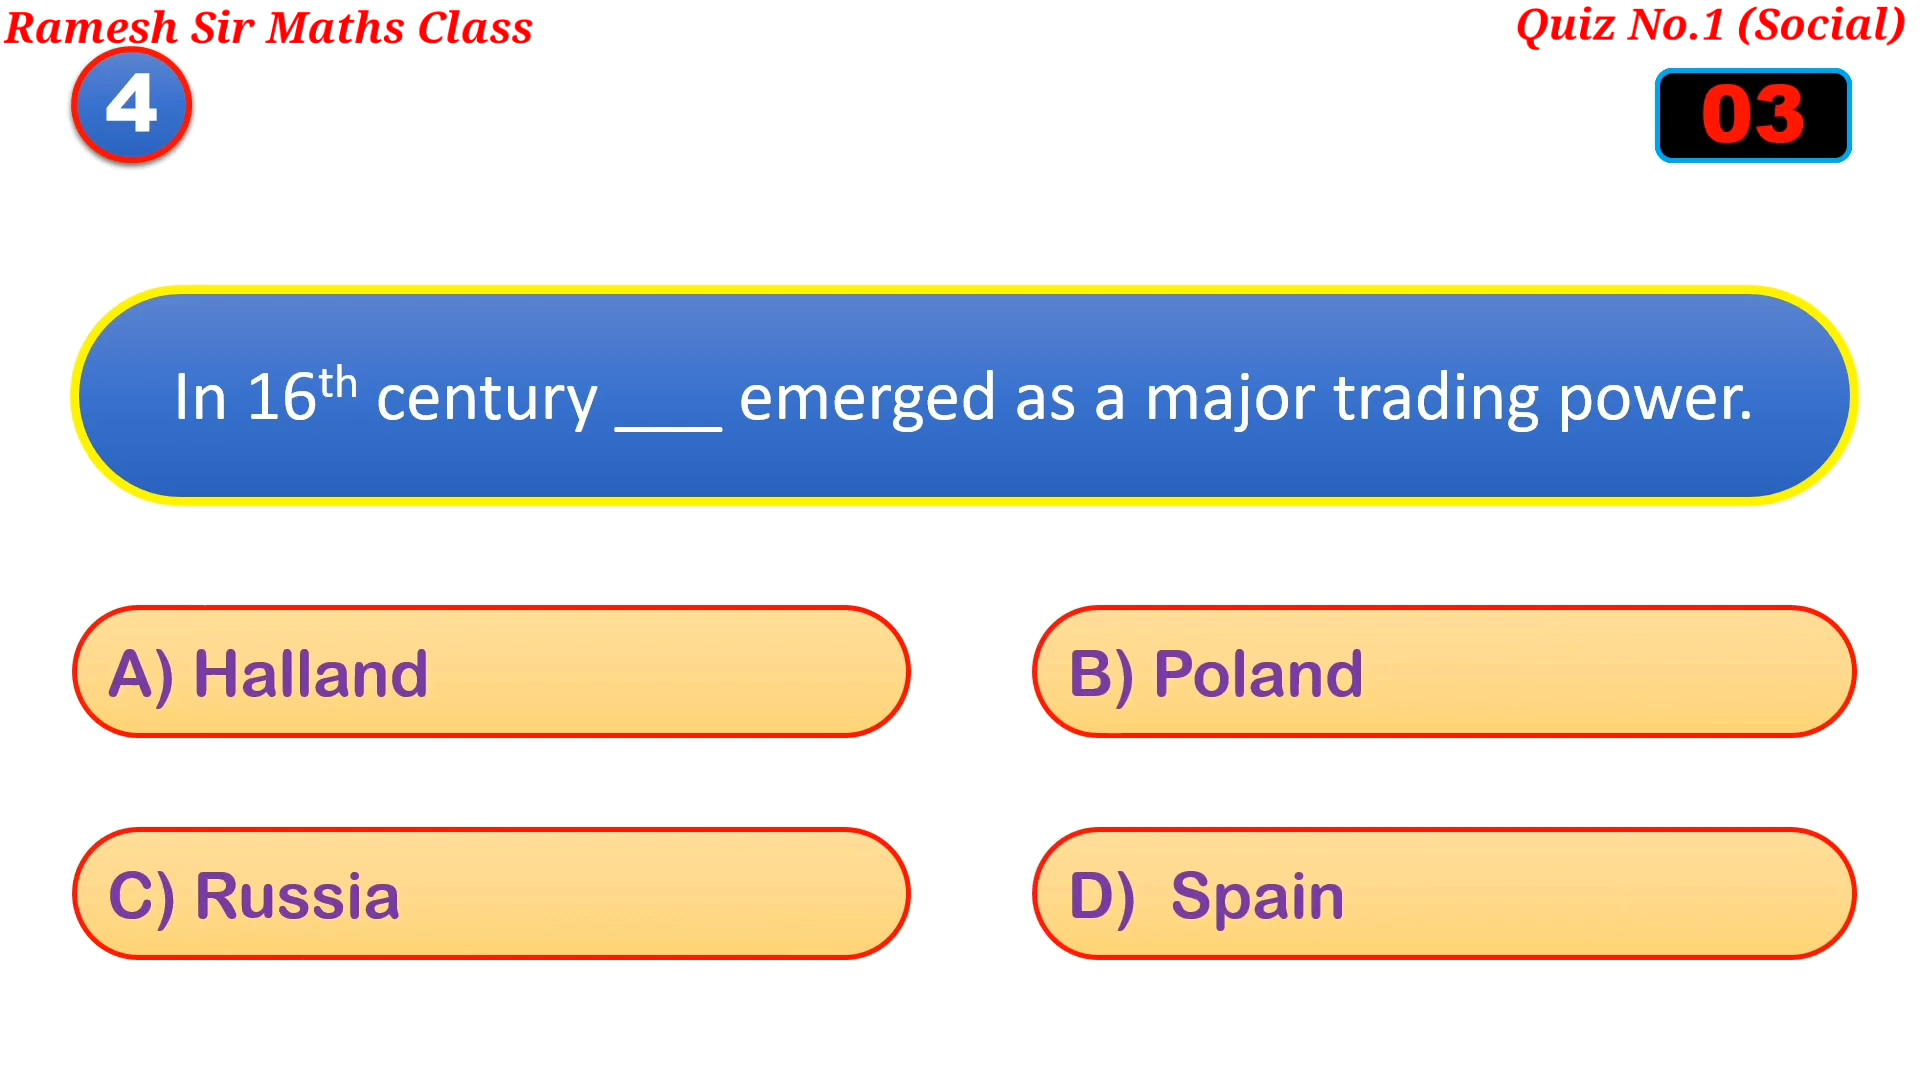 Ramesh Sir Maths Class
Quiz No.1 (Social)
4
03
In 16th century ____ emerged as a major trading power.
A) Halland
B) Poland
C) Russia
D) Spain